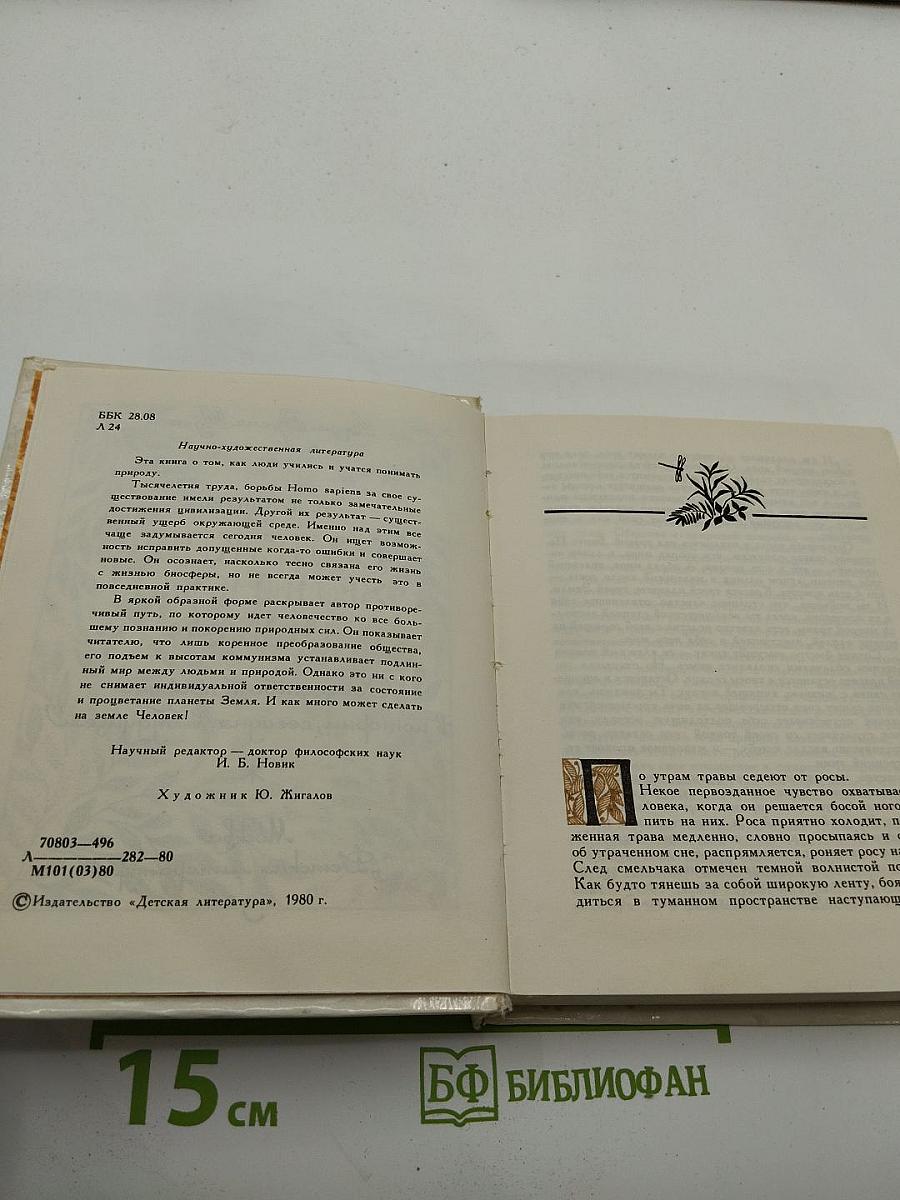 ББК 28.08
Л 24
Научно-художественная литература
Эта книга о том, как люди учились и учатся понимать
природу.
Тысячелетия труда, борьбы Homo sapiens за свое су-
ществование имели результатом не только замечательные
достижения цивилизации. Другой их результат — сущест-
венный ущерб окружающей среде. Именно над этим все
чаще задумывается сегодня человек. Он ищет возмож-
ность исправить допущенные когда-то ошибки и совершает
новые. Он осознает, насколько тесно связана его жизнь
с жизнью биосферы, но не всегда может учесть это в
повседневной практике.
В яркой образной форме раскрывает автор противоре-
чивый путь, по которому идет человечество ко все боль-
шему познанию и покорению природных сил. Он показывает
читателю, что лишь коренное преобразование общества,
его подъем к высотам коммунизма устанавливает подлин-
ный мир между людьми и природой. Однако это ни с кого
не снимает индивидуальной ответственности за состояние
и процветание планеты Земля. И как много может сделать
на земле Человек!
Научный редактор — доктор философских наук
И. Б. Новик
Художник Ю. Жигалов
70803—496
Л————282—80
М101(03)80
©Издательство «Детская литература», 1980 г.
По утрам травы седеют от росы.
Некое первозданное чувство охватывае
ловека, когда он решается босой ного
пить на них. Роса приятно холодит, п
женная трава медленно, словно просыпаясь и с
об утраченном сне, распрямляется, роняет росу на
След смельчака отмечен темной волнистой по
Как будто тянешь за собой широкую ленту, боя
диться в туманном пространстве наступающ
15 см
БФ БИБЛИОФАН